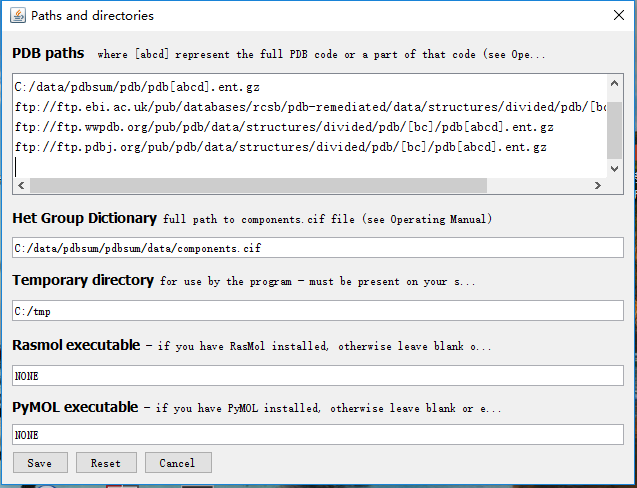 Paths and directories
PDB paths where [abcd] represent the full PDB code or a part of that code (see Ope...
C:/data/pdbsum/pdb/pdb[abcd].ent.gz
ftp://ftp.ebi.ac.uk/pub/databases/rcsb/pdb-remediated/data/structures/divided/pdb/[bc
ftp://ftp.wwpdb.org/pub/pdb/data/structures/divided/pdb/[bc]/pdb[abcd].ent.gz
ftp://ftp.pdbj.org/pub/pdb/data/structures/divided/pdb/[bc]/pdb[abcd].ent.gz
Het Group Dictionary full path to components.cif file (see Operating Manual)
C:/data/pdbsum/pdbsum/data/components.cif
Temporary directory for use by the program - must be present on your s...
C:/tmp
Rasmol executable - if you have RasMol installed, otherwise leave blank o...
NONE
PyMOL executable - if you have PyMOL installed, otherwise leave blank or e...
NONE
Save Reset Cancel